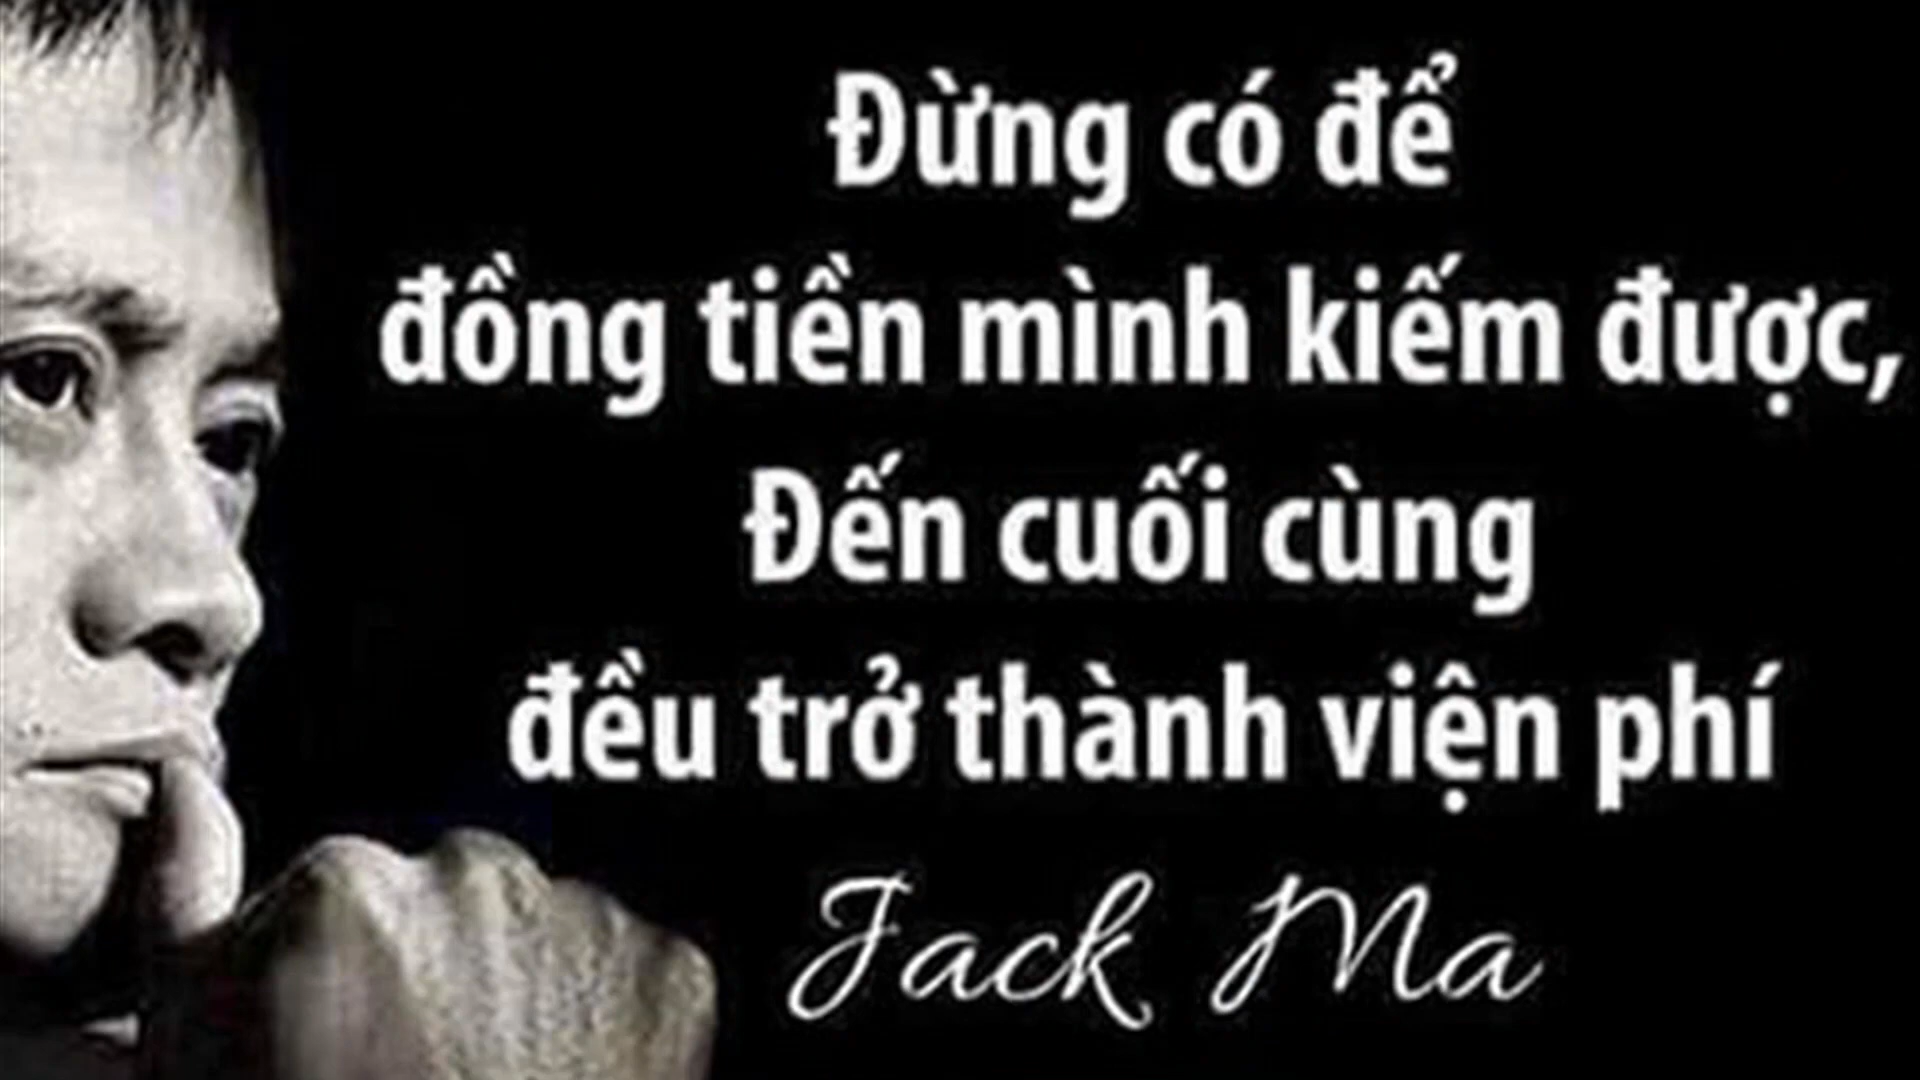 Đừng có để
đồng tiền mình kiếm được,
Đến cuối cùng
đều trở thành viện phí
Jack Ma